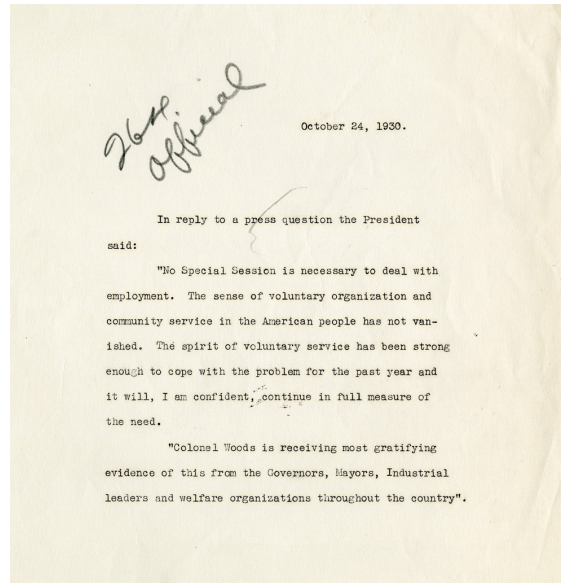 264.
Official
October 24, 1930.
In reply to a press question the President
said:
"No Special Session is necessary to deal with
employment. The sense of voluntary organization and
community service in the American people has not van-
ished. The spirit of voluntary service has been strong
enough to cope with the problem for the past year and
it will, I am confident, continue in full measure of
the need.
"Colonel Woods is receiving most gratifying
evidence of this from the Governors, Mayors, Industrial
leaders and welfare organizations throughout the country".